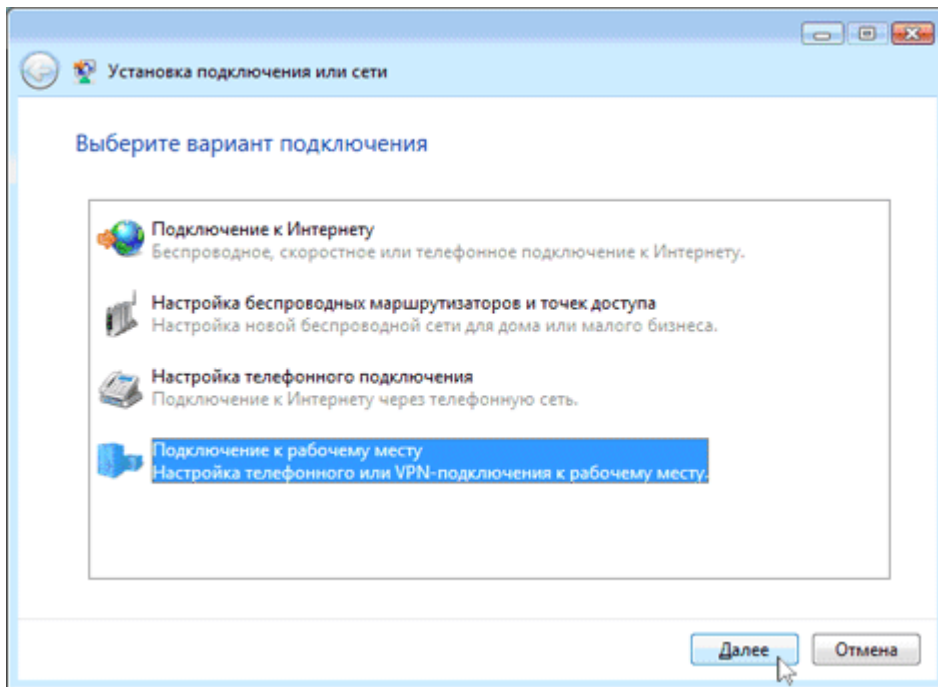 Установка подключения или сети
Выберите вариант подключения
Подключение к Интернету
Беспроводное, скоростное или телефонное подключение к Интернету.
Настройка беспроводных маршрутизаторов и точек доступа
Настройка новой беспроводной сети для дома или малого бизнеса.
Настройка телефонного подключения
Подключение к Интернету через телефонную сеть.
Подключение к рабочему месту
Настройка телефонного или VPN-подключения к рабочему месту.
Далее
Отмена